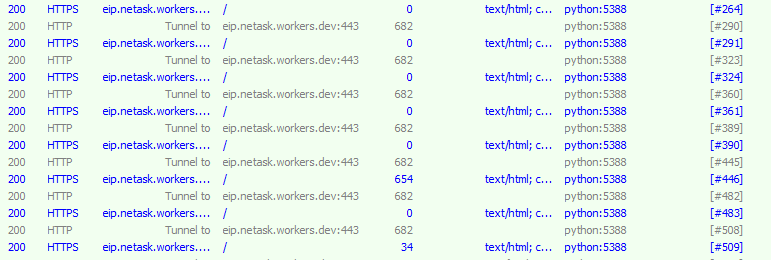 200 HTTPS eip.netask.workers.... / 0 text/html; c... python:5388 [#264]
200 HTTP Tunnel to eip.netask.workers.dev:443 682 python:5388 [#290]
200 HTTPS eip.netask.workers.... / 0 text/html; c... python:5388 [#291]
200 HTTP Tunnel to eip.netask.workers.dev:443 682 python:5388 [#323]
200 HTTPS eip.netask.workers.... / 0 text/html; c... python:5388 [#324]
200 HTTP Tunnel to eip.netask.workers.dev:443 682 python:5388 [#360]
200 HTTPS eip.netask.workers.... / 0 text/html; c... python:5388 [#361]
200 HTTP Tunnel to eip.netask.workers.dev:443 682 python:5388 [#389]
200 HTTPS eip.netask.workers.... / 0 text/html; c... python:5388 [#390]
200 HTTP Tunnel to eip.netask.workers.dev:443 682 python:5388 [#445]
200 HTTPS eip.netask.workers.... / 654 text/html; c... python:5388 [#446]
200 HTTP Tunnel to eip.netask.workers.dev:443 682 python:5388 [#482]
200 HTTPS eip.netask.workers.... / 0 text/html; c... python:5388 [#483]
200 HTTP Tunnel to eip.netask.workers.dev:443 682 python:5388 [#508]
200 HTTPS eip.netask.workers.... / 34 text/html; c... python:5388 [#509]